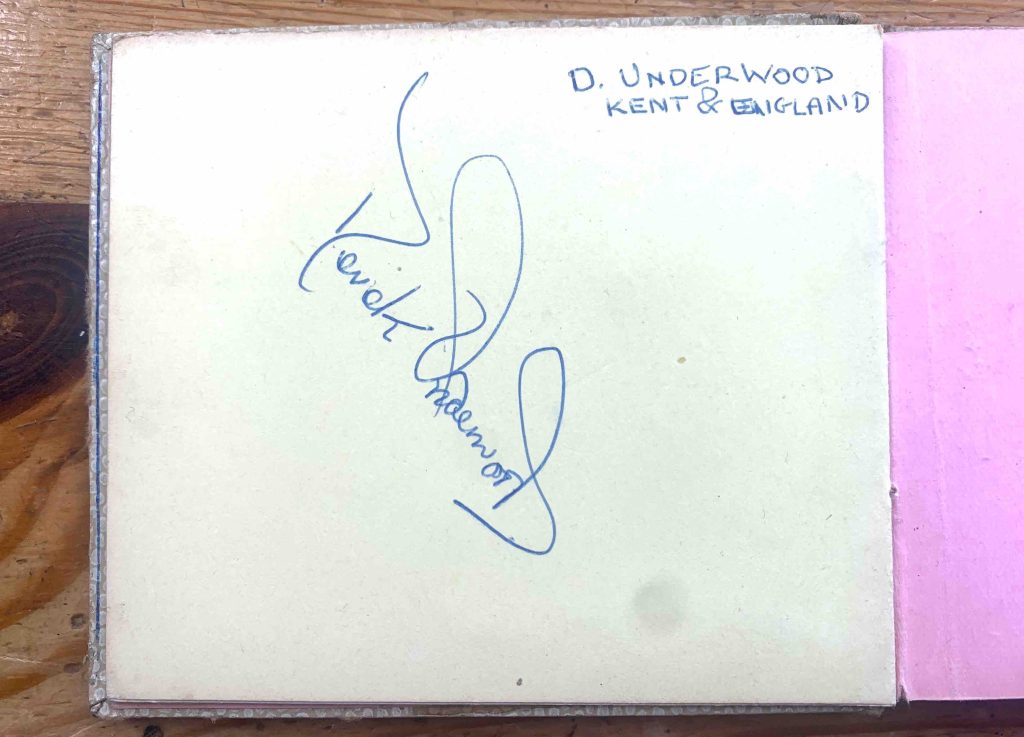 D. UNDERWOOD
KENT & ENGLAND
Derek Underwood